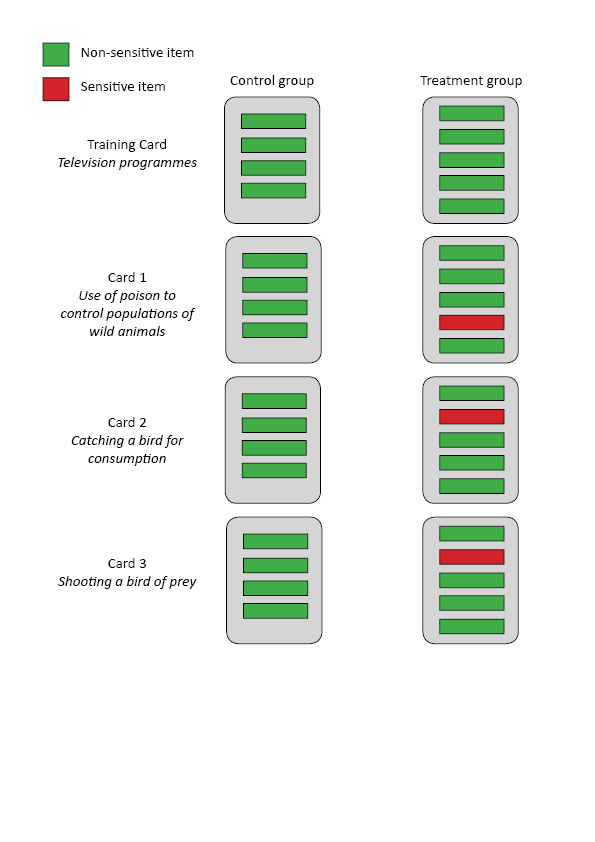 Non-sensitive item
Sensitive item
Control group
Treatment group
Training Card
Television programmes
Card 1
Use of poison to
control populations of
wild animals
Card 2
Catching a bird for
consumption
Card 3
Shooting a bird of prey